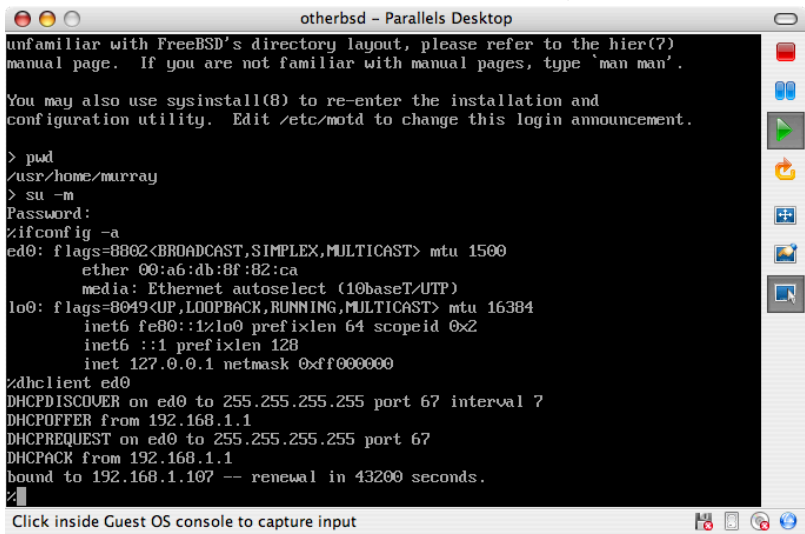 otherbsd – Parallels Desktop
unfamiliar with FreeBSD's directory layout, please refer to the hier(7)
manual page.  If you are not familiar with manual pages, type `man man'.
You may also use sysinstall(8) to re-enter the installation and
configuration utility.  Edit /etc/motd to change this login announcement.
> pwd
/usr/home/murray
> su -m
Password:
%ifconfig -a
ed0: flags=8802<BROADCAST,SIMPLEX,MULTICAST> mtu 1500
        ether 00:a6:db:8f:82:ca
        media: Ethernet autoselect (10baseT/UTP)
lo0: flags=8049<UP,LOOPBACK,RUNNING,MULTICAST> mtu 16384
        inet6 fe80::1%lo0 prefixlen 64 scopeid 0x2
        inet6 ::1 prefixlen 128
        inet 127.0.0.1 netmask 0xff000000
%dhclient ed0
DHCPDISCOVER on ed0 to 255.255.255.255 port 67 interval 7
DHCPOFFER from 192.168.1.1
DHCPREQUEST on ed0 to 255.255.255.255 port 67
DHCPACK from 192.168.1.1
bound to 192.168.1.107 -- renewal in 43200 seconds.
%
Click inside Guest OS console to capture input